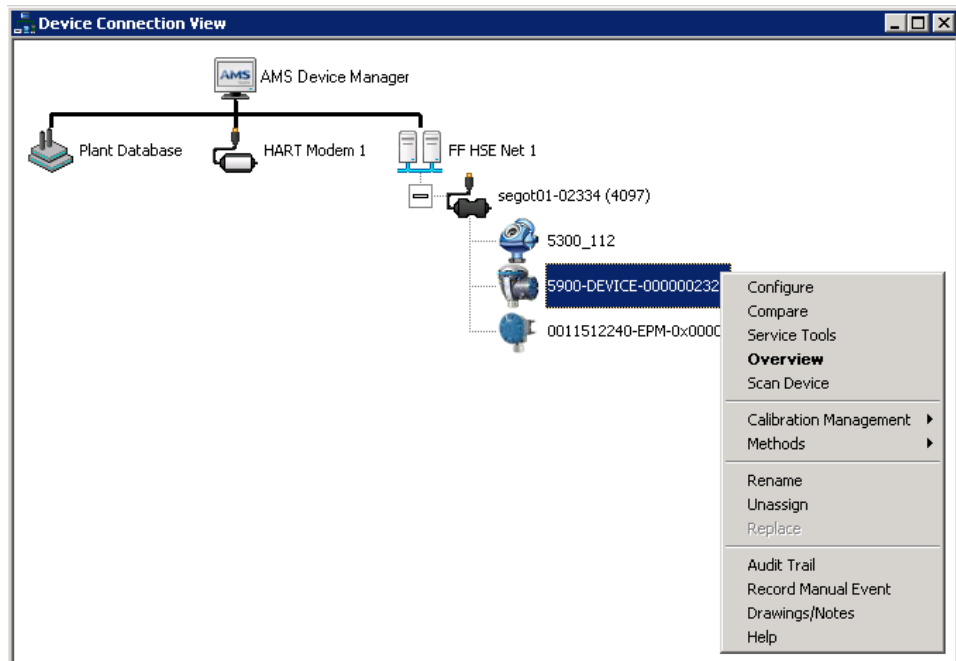 Device Connection View
AMS
AMS Device Manager
Plant Database
HART Modem 1
FF HSE Net 1
segot01-02334 (4097)
5300_112
5900-DEVICE-000000232
0011512240-EPM-0x0000
Configure
Compare
Service Tools
Overview
Scan Device
Calibration Management
Methods
Rename
Unassign
Replace
Audit Trail
Record Manual Event
Drawings/Notes
Help